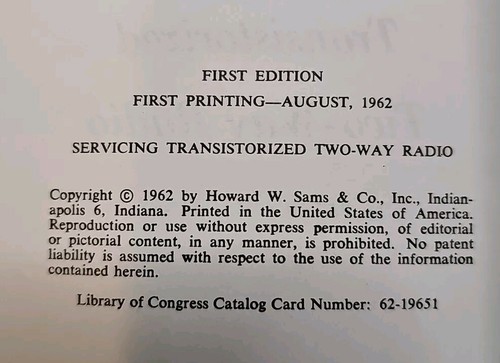 FIRST EDITION
FIRST PRINTING—AUGUST, 1962
SERVICING TRANSISTORIZED TWO-WAY RADIO
Copyright © 1962 by Howard W. Sams & Co., Inc., Indian-
apolis 6, Indiana. Printed in the United States of America.
Reproduction or use without express permission, of editorial
or pictorial content, in any manner, is prohibited. No patent
liability is assumed with respect to the use of the information
contained herein.
Library of Congress Catalog Card Number: 62-19651